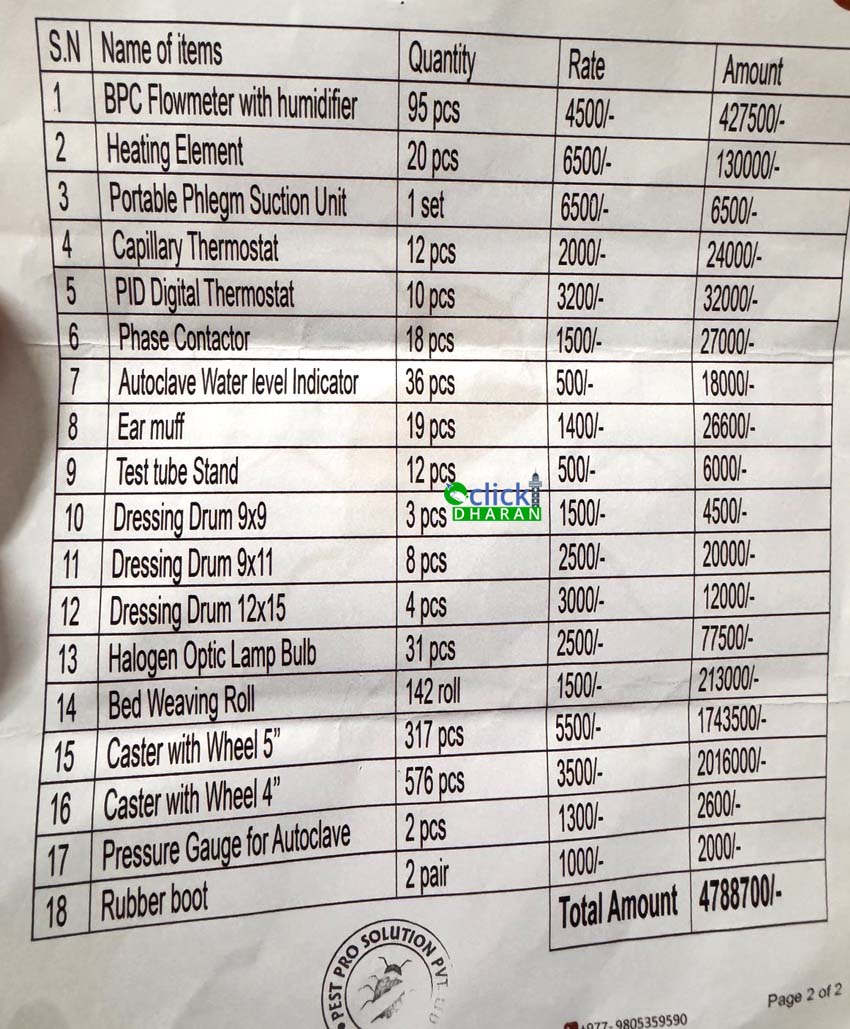 S.N Name of items Quantity Rate Amount
1 BPC Flowmeter with humidifier 95 pcs 4500/- 427500/-
2 Heating Element 20 pcs 6500/- 130000/-
3 Portable Phlegm Suction Unit 1 set 6500/- 6500/-
4 Capillary Thermostat 12 pcs 2000/- 24000/-
5 PID Digital Thermostat 10 pcs 3200/- 32000/-
6 Phase Contactor 18 pcs 1500/- 27000/-
7 Autoclave Water level Indicator 36 pcs 500/- 18000/-
8 Ear muff 19 pcs 1400/- 26600/-
9 Test tube Stand 12 pcs 500/- 6000/-
click
DHARAN
10 Dressing Drum 9x9 3 pcs 1500/- 4500/-
11 Dressing Drum 9x11 8 pcs 2500/- 20000/-
12 Dressing Drum 12x15 4 pcs 3000/- 12000/-
13 Halogen Optic Lamp Bulb 31 pcs 2500/- 77500/-
14 Bed Weaving Roll 142 roll 1500/- 213000/-
15 Caster with Wheel 5" 317 pcs 5500/- 1743500/-
16 Caster with Wheel 4" 576 pcs 3500/- 2016000/-
17 Pressure Gauge for Autoclave 2 pcs 1300/- 2600/-
18 Rubber boot 2 pair 1000/- 2000/-
Total Amount 4788700/-
PEST PRO SOLUTION PVT.
Page 2 of 2
+977-9805359590